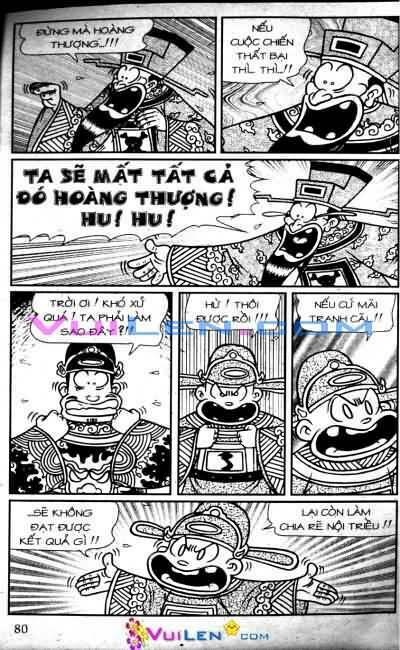 ĐỪNG MÀ HOÀNG
THƯỢNG...!!!
NẾU
CUỘC CHIẾN
THẤT BẠI
THÌ... THÌ...!!
TA SẼ MẤT TẤT CẢ
ĐÓ HOÀNG THƯỢNG!
HU! HU!
TRỜI ƠI! KHÓ XỬ
QUÁ! TA PHẢI LÀM
SAO ĐÂY?!!
HỪ! THÔI
ĐƯỢC RỒI!!!
NẾU CỨ MÃI
TRANH CÃI...!!
VUILEN.COM
...SẼ KHÔNG
ĐẠT ĐƯỢC
KẾT QUẢ GÌ!!
LẠI CÒN LÀM
CHIA RẼ NỘI TRIỀU!!
80
VUILEN.COM